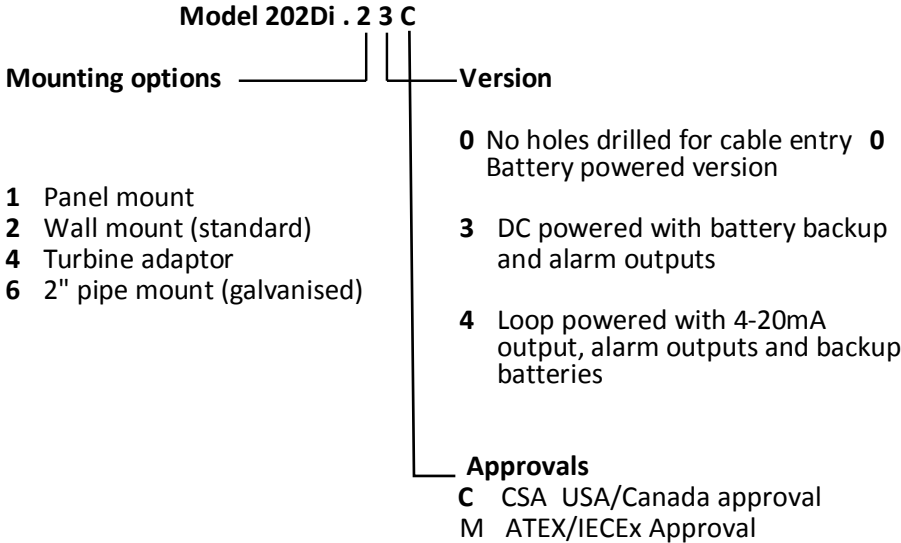 Model 202Di . 2 3 C
Mounting options
1 Panel mount
2 Wall mount (standard)
4 Turbine adaptor
6 2" pipe mount (galvanised)
Version
0 No holes drilled for cable entry 0
Battery powered version
3 DC powered with battery backup
and alarm outputs
4 Loop powered with 4-20mA
output, alarm outputs and backup
batteries
Approvals
C CSA USA/Canada approval
M ATEX/IECEx Approval